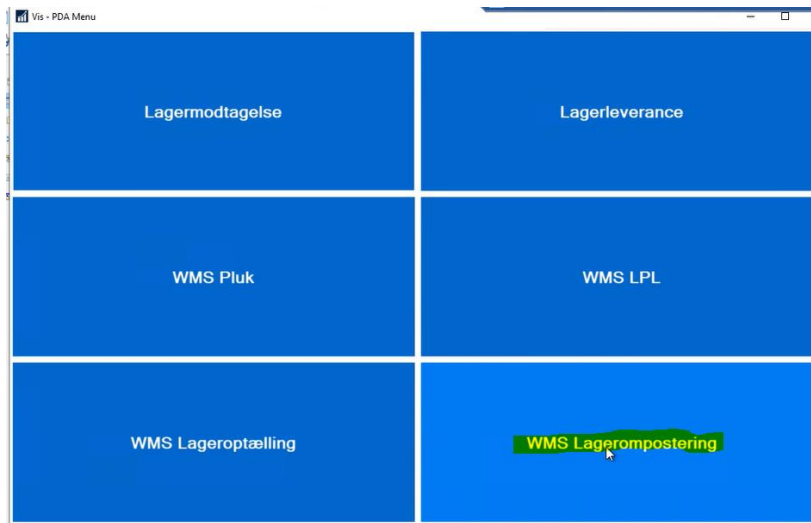 Vis - PDA Menu
Lagermodtagelse
Lagerleverance
WMS Pluk
WMS LPL
WMS Lageroptælling
WMS Lagerompostering